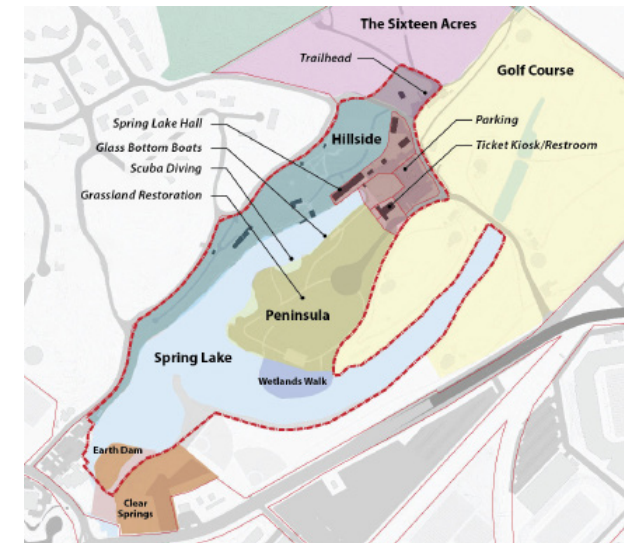 The Sixteen Acres
Trailhead
Golf Course
Spring Lake Hall
Hillside
Parking
Glass Bottom Boats
Ticket Kiosk/Restroom
Scuba Diving
Grassland Restoration
Peninsula
Spring Lake
Wetlands Walk
Earth Dam
Clear
Springs